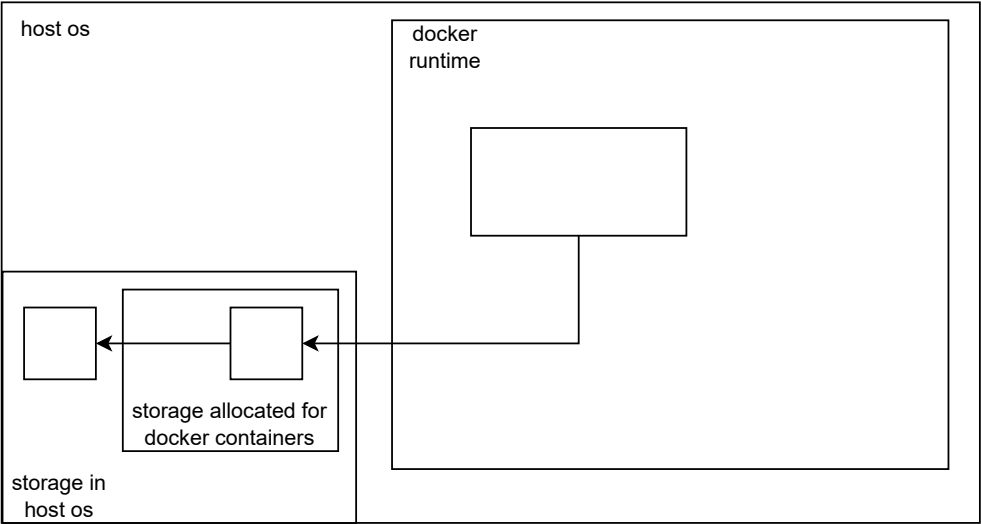 host os
docker
runtime
storage allocated for
docker containers
storage in
host os